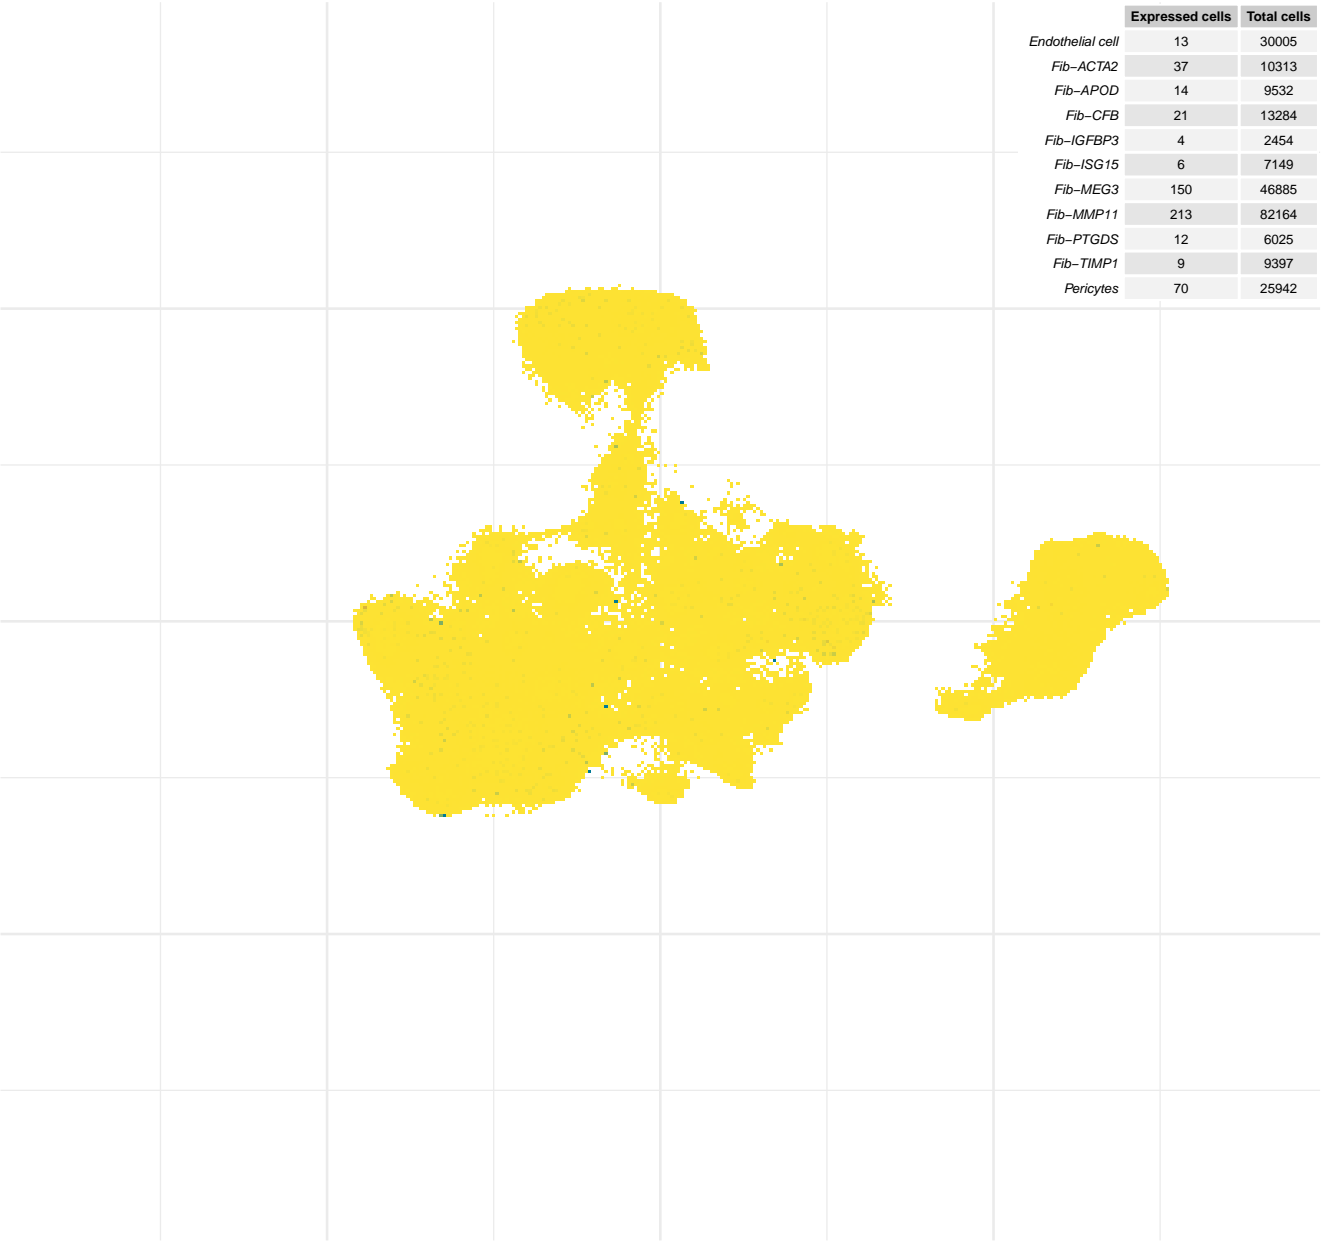 Expressed cells Total cells
Endothelial cell 13 30005
Fib−ACTA2 37 10313
Fib−APOD 14 9532
Fib−CFB 21 13284
Fib−IGFBP3 4 2454
Fib−ISG15 6 7149
Fib−MEG3 150 46885
Fib−MMP11 213 82164
Fib−PTGDS 12 6025
Fib−TIMP1 9 9397
Pericytes 70 25942